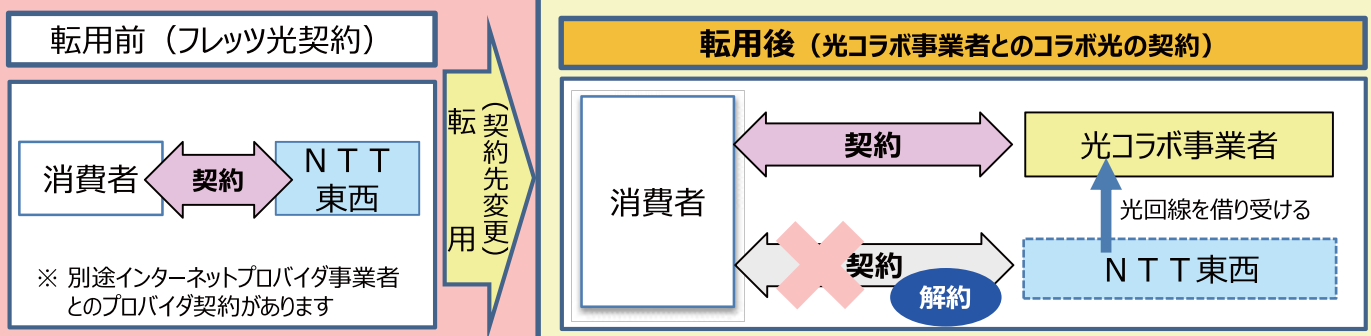 転用前（フレッツ光契約）
消費者
契約
ＮＴＴ
東西
※ 別途インターネットプロバイダ事業者
とのプロバイダ契約があります
転用
（契約先変更）
転用後（光コラボ事業者とのコラボ光の契約）
消費者
契約
光コラボ事業者
光回線を借り受ける
契約
解約
ＮＴＴ東西